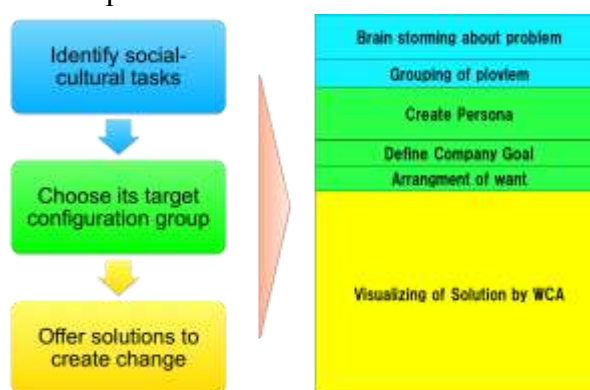 Identify social-
cultural tasks
Choose its target
configuration group
Offer solutions to
create change
Brain storming about problem
Grouping of plovlem
Create Persona
Define Company Goal
Arrangment of want
Visualizing of Solution by WCA